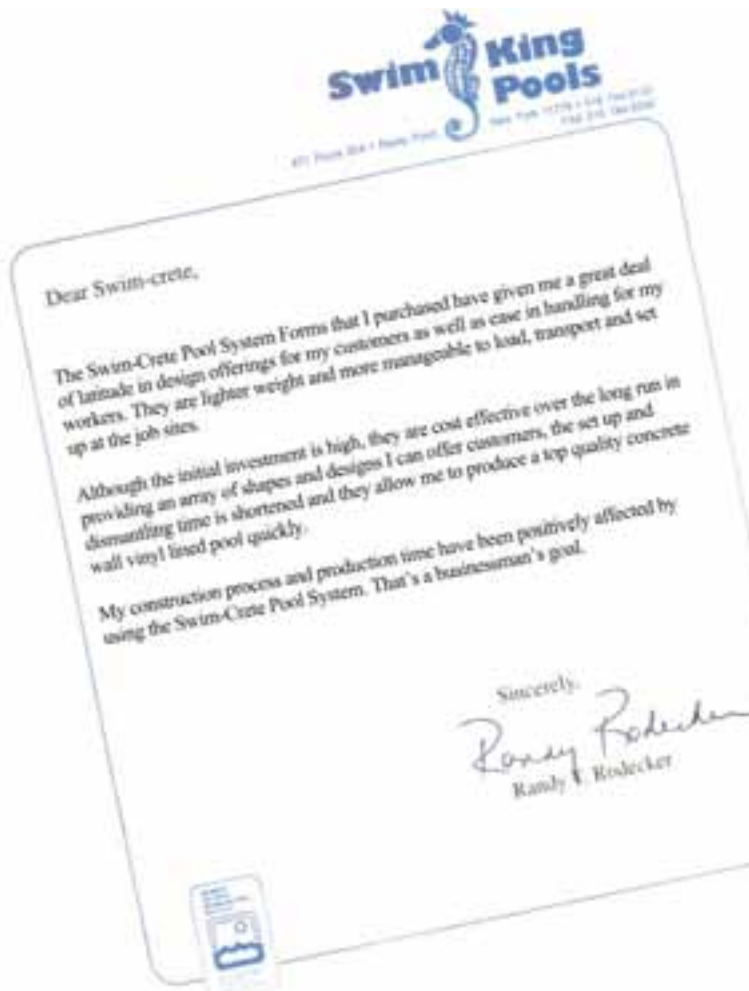 Swim King
Pools
New York 11776
Dear Swim-crete,
The Swim-Crete Pool System Forms that I purchased have given me a great deal
of latitude in design offerings for my customers as well as ease in handling for my
workers. They are lighter weight and more manageable to load, transport and set
up at the job sites.
Although the initial investment is high, they are cost effective over the long run in
providing an array of shapes and designs I can offer customers, the set up and
dismantling time is shortened and they allow me to produce a top quality concrete
wall vinyl lined pool quickly.
My construction process and production time have been positively affected by
using the Swim-Crete Pool System. That's a businessman's goal.
Sincerely,
Randy Rodecker
Randy Rodecker